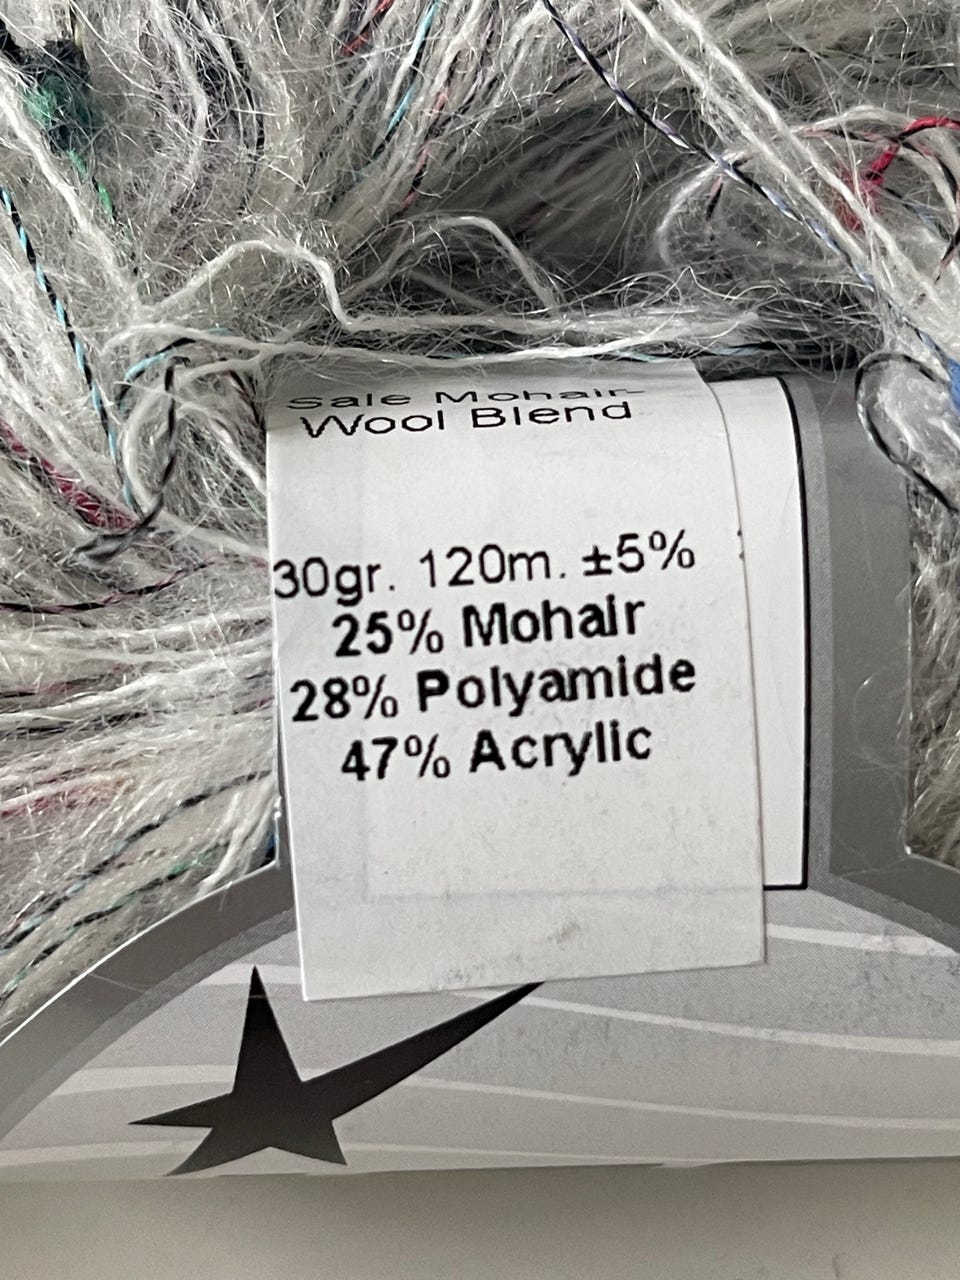 Sale Mohair-
Wool Blend
30gr. 120m. ±5%
25% Mohair
28% Polyamide
47% Acrylic